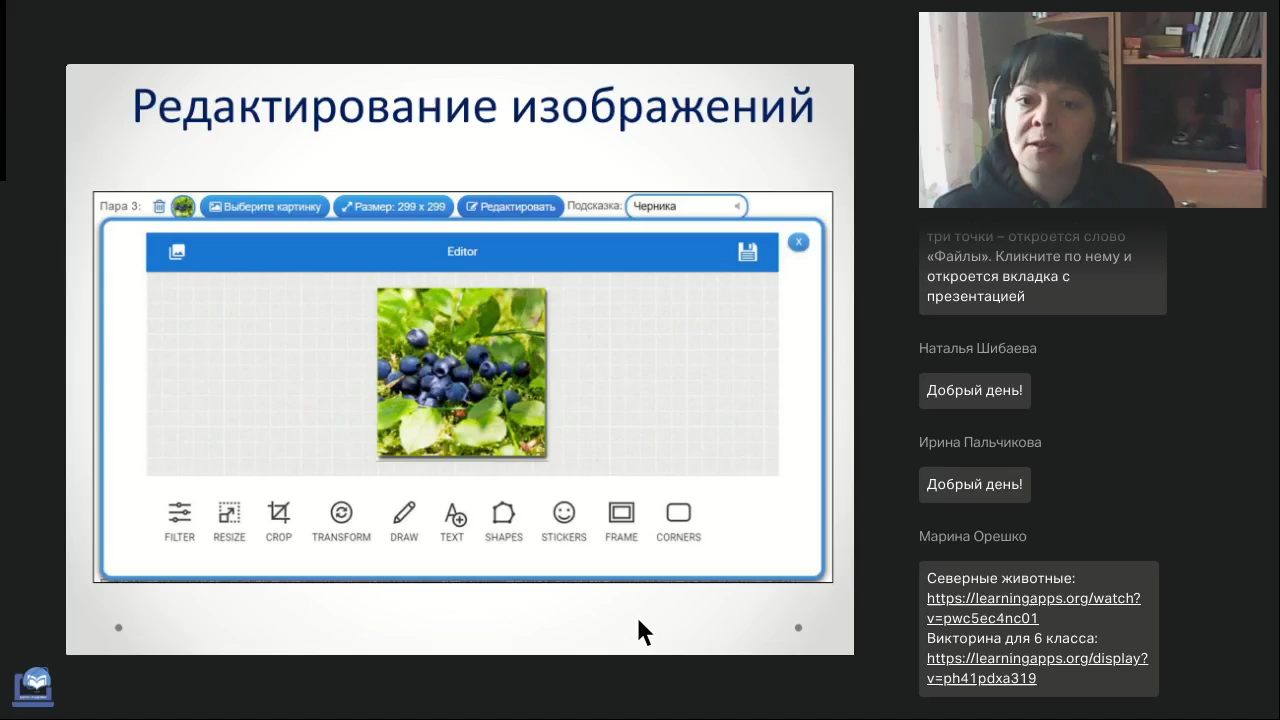 Редактирование изображений
Пара 3: Выберите картинку Размер: 299 x 299 Редактировать Подсказка: Черника
Editor
x
FILTER RESIZE CROP TRANSFORM DRAW TEXT SHAPES STICKERS FRAME CORNERS
три точки – откроется слово
«Файлы». Кликните по нему и
откроется вкладка с
презентацией
Наталья Шибаева
Добрый день!
Ирина Пальчикова
Добрый день!
Марина Орешко
Северные животные:
https://learningapps.org/watch?
v=pwc5ec4nc01
Викторина для 6 класса:
https://learningapps.org/display?
v=ph41pdxa319